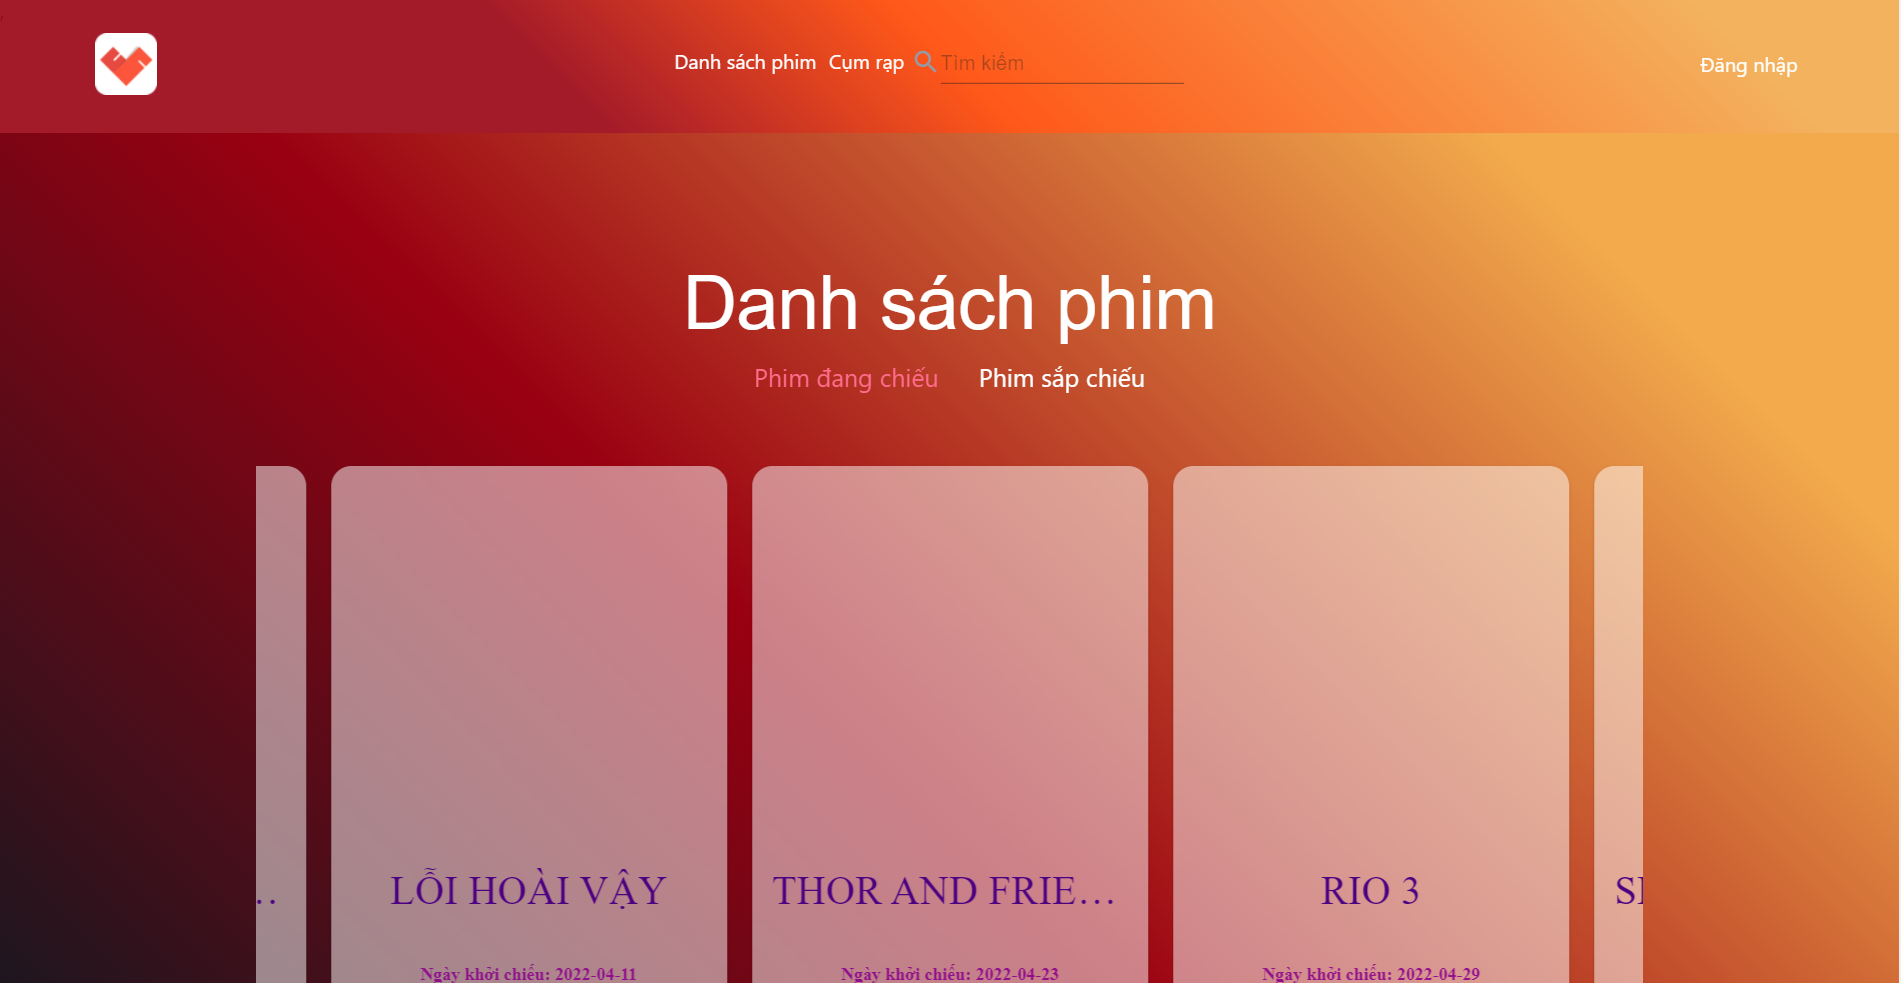 Danh sách phim Cụm rạp Tìm kiếm Đăng nhập
Danh sách phim
Phim đang chiếu Phim sắp chiếu
LỖI HOÀI VẬY
THOR AND FRIE...
RIO 3
Ngày khởi chiếu: 2022-04-11
Ngày khởi chiếu: 2022-04-23
Ngày khởi chiếu: 2022-04-29